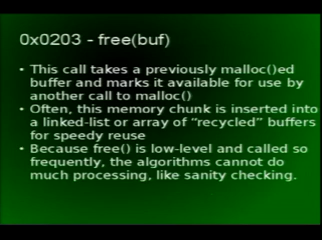 0x0203 - free(buf)
• This call takes a previously malloc()ed
buffer and marks it available for use by
another call to malloc()
• Often, this memory chunk is inserted into
a linked-list or array of “recycled” buffers
for speedy reuse
• Because free() is low-level and called so
frequently, the algorithms cannot do
much processing, like sanity checking.